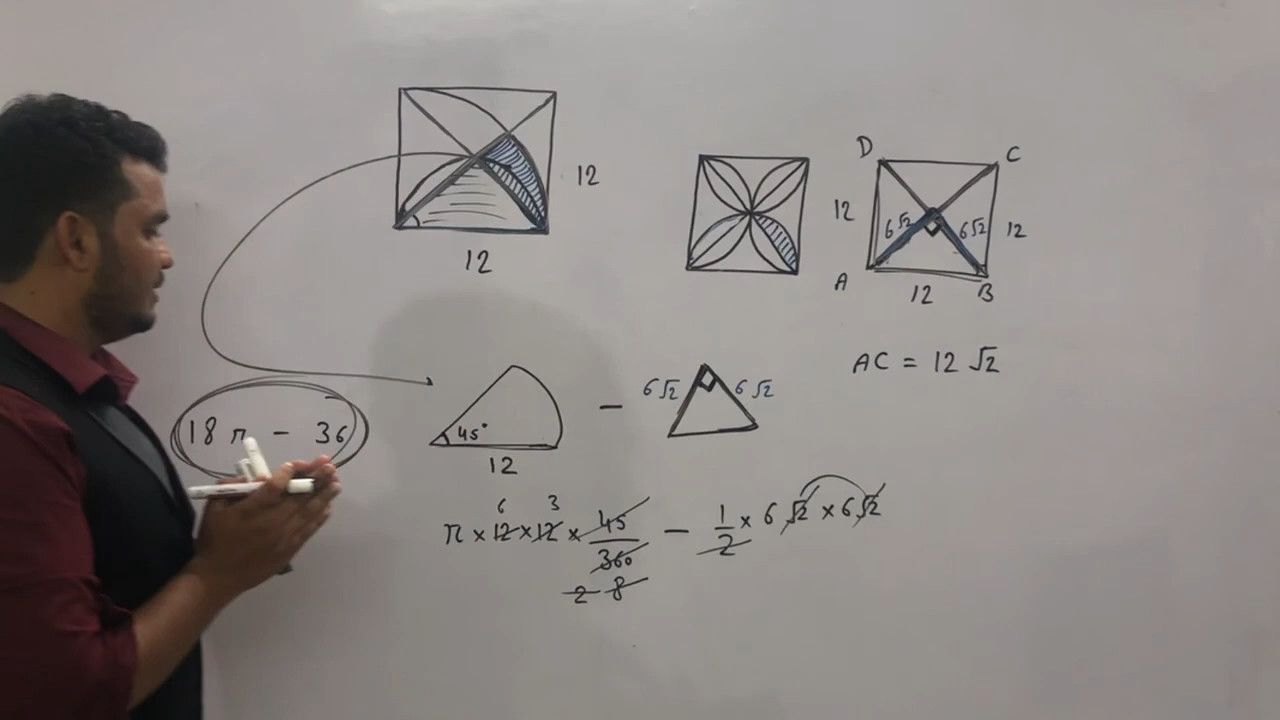 12
12
D
C
12
6√2
6√2
12
A
12
B
AC = 12 √2
18 π - 36
45°
12
-
6√2
6√2
6 3
π × 12 × 12 × 45/360 - 1/2 × 6 √2 × 6 √2
2 8